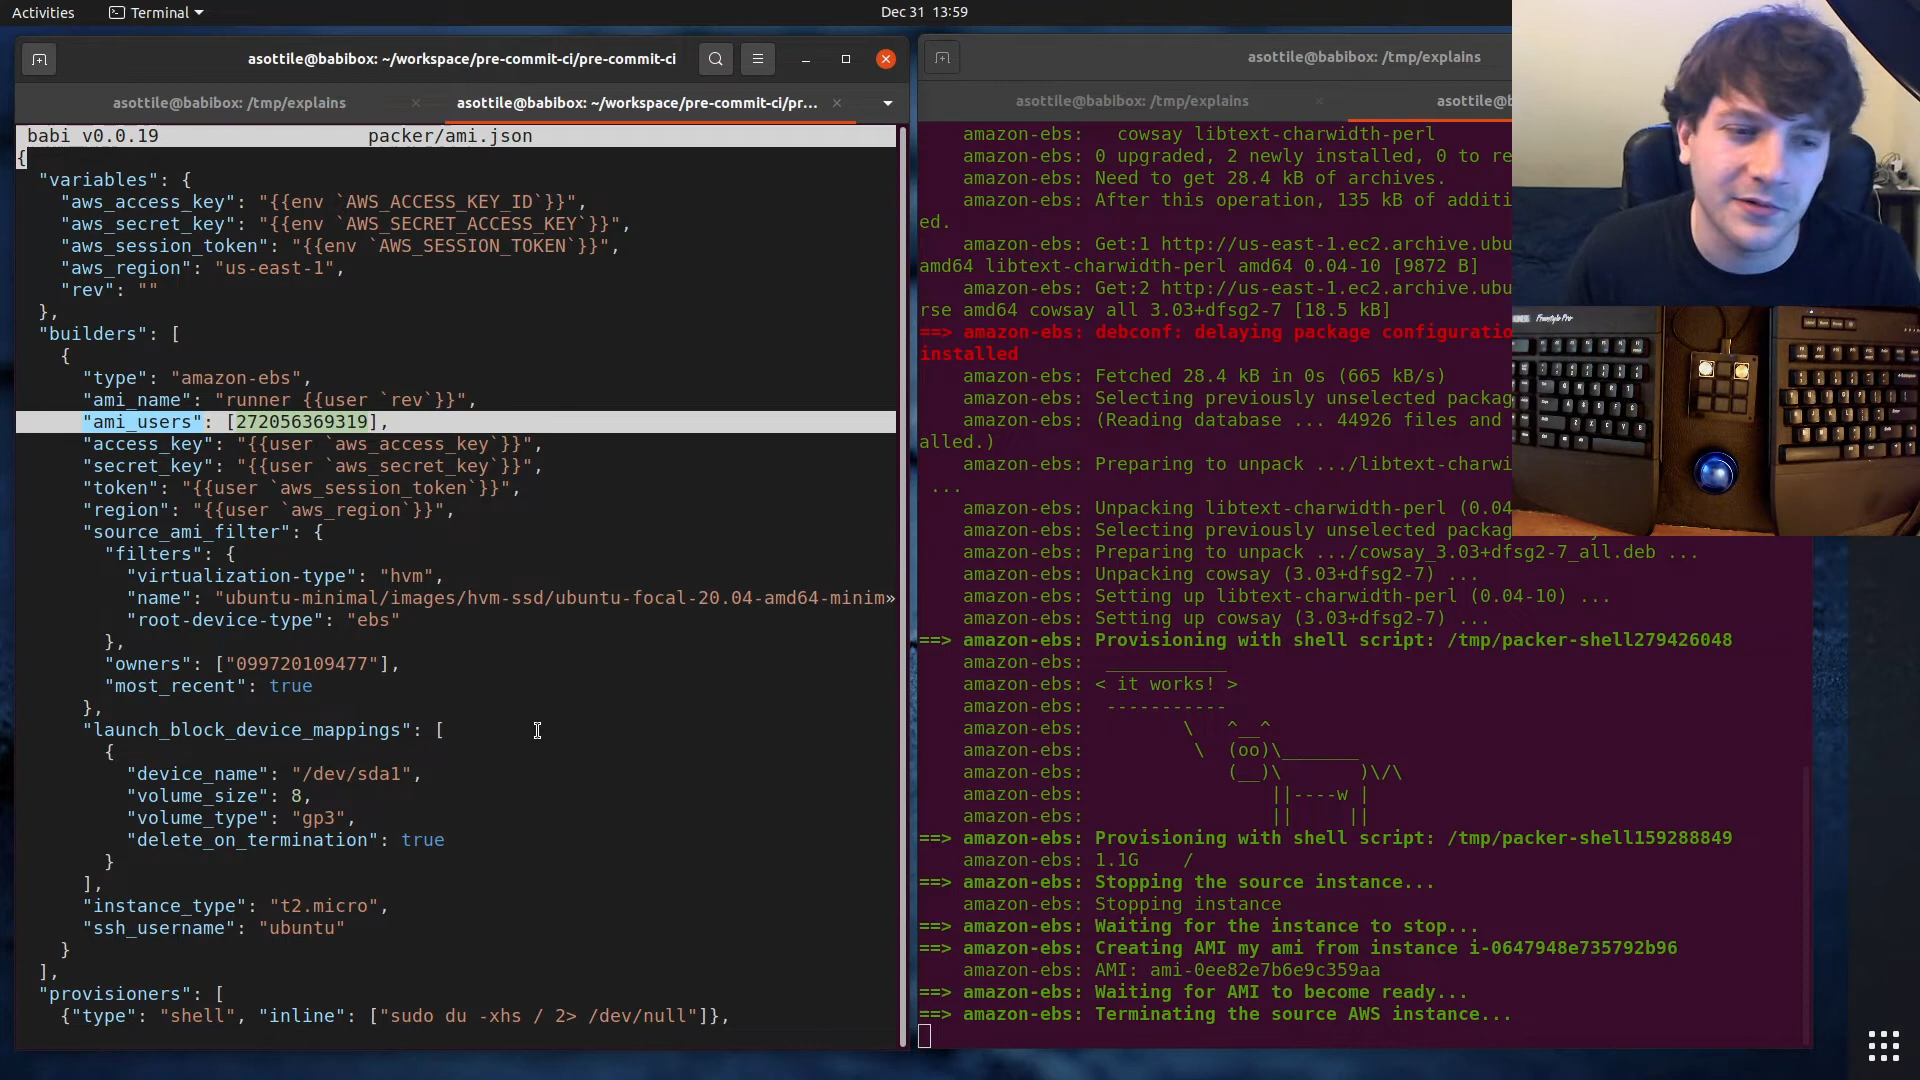 Activities
Terminal
Dec 31 13:59
asottile@babibox: ~/workspace/pre-commit-ci/pre-commit-ci
asottile@babibox: /tmp/explains
asottile@babibox: ~/workspace/pre-commit-ci/pr...
babi v0.0.19 packer/ami.json
{
"variables": {
"aws_access_key": "{{env `AWS_ACCESS_KEY_ID`}}",
"aws_secret_key": "{{env `AWS_SECRET_ACCESS_KEY`}}",
"aws_session_token": "{{env `AWS_SESSION_TOKEN`}}",
"aws_region": "us-east-1",
"rev": ""
},
"builders": [
{
"type": "amazon-ebs",
"ami_name": "runner {{user `rev`}}",
"ami_users": [272056369319],
"access_key": "{{user `aws_access_key`}}",
"secret_key": "{{user `aws_secret_key`}}",
"token": "{{user `aws_session_token`}}",
"region": "{{user `aws_region`}}",
"source_ami_filter": {
"filters": {
"virtualization-type": "hvm",
"name": "ubuntu-minimal/images/hvm-ssd/ubuntu-focal-20.04-amd64-minim»
"root-device-type": "ebs"
},
"owners": ["099720109477"],
"most_recent": true
},
"launch_block_device_mappings": [
{
"device_name": "/dev/sda1",
"volume_size": 8,
"volume_type": "gp3",
"delete_on_termination": true
}
],
"instance_type": "t2.micro",
"ssh_username": "ubuntu"
}
],
"provisioners": [
{"type": "shell", "inline": ["sudo du -xhs / 2> /dev/null"]},
asottile@babibox: /tmp/explains
asottile@babibox: /tmp/explains
asottile@b
amazon-ebs: cowsay libtext-charwidth-perl
amazon-ebs: 0 upgraded, 2 newly installed, 0 to re
amazon-ebs: Need to get 28.4 kB of archives.
amazon-ebs: After this operation, 135 kB of additi
ed.
amazon-ebs: Get:1 http://us-east-1.ec2.archive.ubu
amd64 libtext-charwidth-perl amd64 0.04-10 [9872 B]
amazon-ebs: Get:2 http://us-east-1.ec2.archive.ubu
rse amd64 cowsay all 3.03+dfsg2-7 [18.5 kB]
==> amazon-ebs: debconf: delaying package configuratio
installed
amazon-ebs: Fetched 28.4 kB in 0s (665 kB/s)
amazon-ebs: Selecting previously unselected packag
amazon-ebs: (Reading database ... 44926 files and
alled.)
amazon-ebs: Preparing to unpack .../libtext-charwi
...
amazon-ebs: Unpacking libtext-charwidth-perl (0.04
amazon-ebs: Selecting previously unselected packag
amazon-ebs: Preparing to unpack .../cowsay_3.03+dfsg2-7_all.deb ...
amazon-ebs: Unpacking cowsay (3.03+dfsg2-7) ...
amazon-ebs: Setting up libtext-charwidth-perl (0.04-10) ...
amazon-ebs: Setting up cowsay (3.03+dfsg2-7) ...
==> amazon-ebs: Provisioning with shell script: /tmp/packer-shell279426048
amazon-ebs: ___________
amazon-ebs: < it works! >
amazon-ebs: -----------
amazon-ebs: \ ^__^
amazon-ebs: \ (oo)\_______
amazon-ebs: (__)\ )\/\
amazon-ebs: ||----w |
amazon-ebs: || ||
==> amazon-ebs: Provisioning with shell script: /tmp/packer-shell159288849
amazon-ebs: 1.1G /
==> amazon-ebs: Stopping the source instance...
amazon-ebs: Stopping instance
==> amazon-ebs: Waiting for the instance to stop...
==> amazon-ebs: Creating AMI my ami from instance i-0647948e735792b96
amazon-ebs: AMI: ami-0ee82e7b6e9c359aa
==> amazon-ebs: Waiting for AMI to become ready...
==> amazon-ebs: Terminating the source AWS instance...
Freestyle Pro